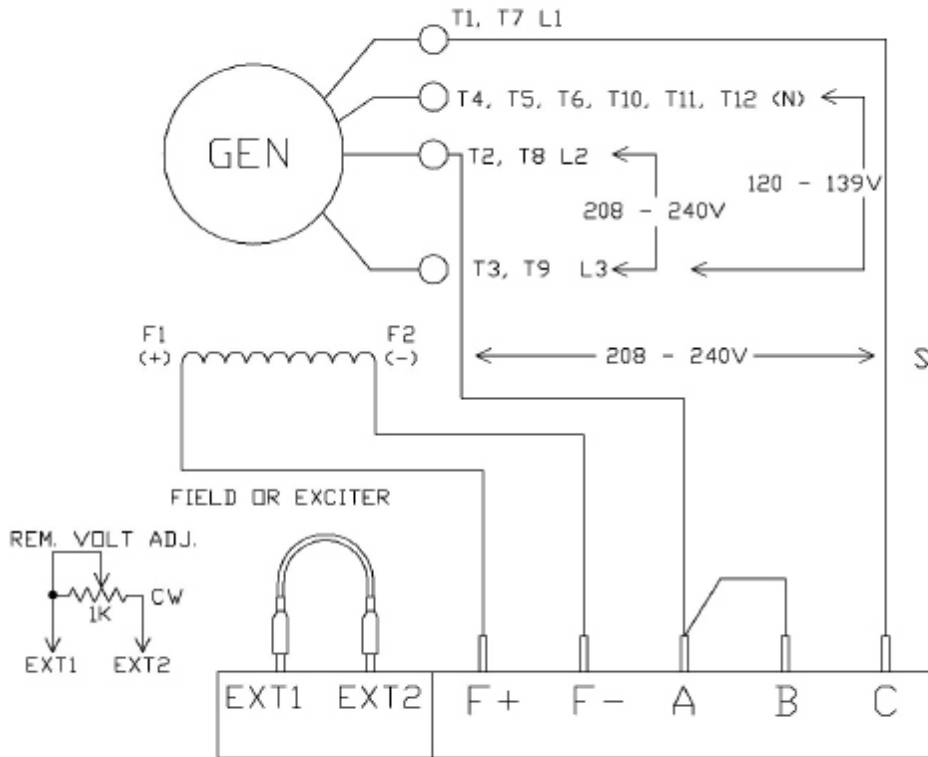 T1, T7 L1
GEN
T4, T5, T6, T10, T11, T12 (N)
T2, T8 L2
120 - 139V
208 - 240V
T3, T9 L3
F1
(+)
F2
(-)
208 - 240V
S
FIELD OR EXCITER
REM. VOLT ADJ.
CW
1K
EXT1
EXT2
EXT1
EXT2
F+
F-
A
B
C